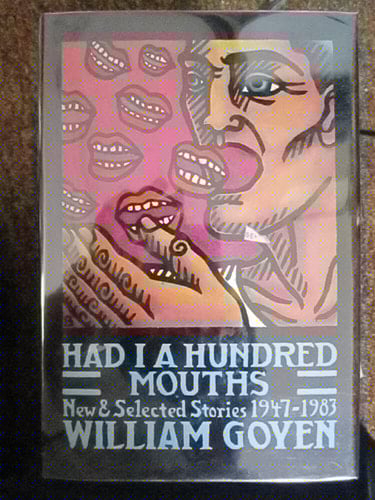 HAD I A HUNDRED
MOUTHS
New & Selected Stories 1947-1983
WILLIAM GOYEN